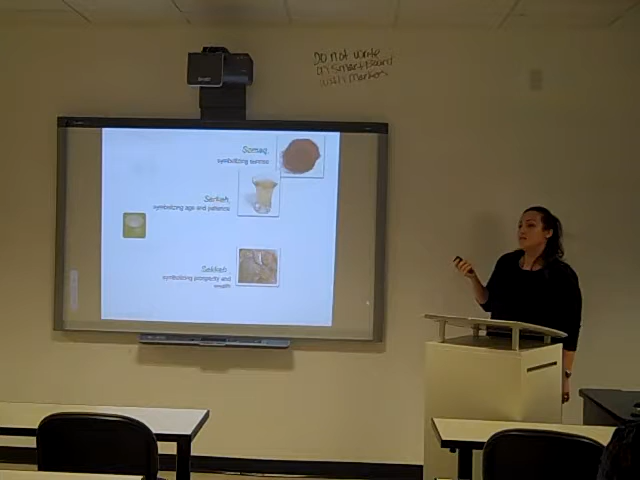 Do not write
on smartboard
with markers
Somaq,
symbolizing sunrise
Serkeh,
symbolizing age and patience
Sekkeh,
symbolizing prosperity and
wealth